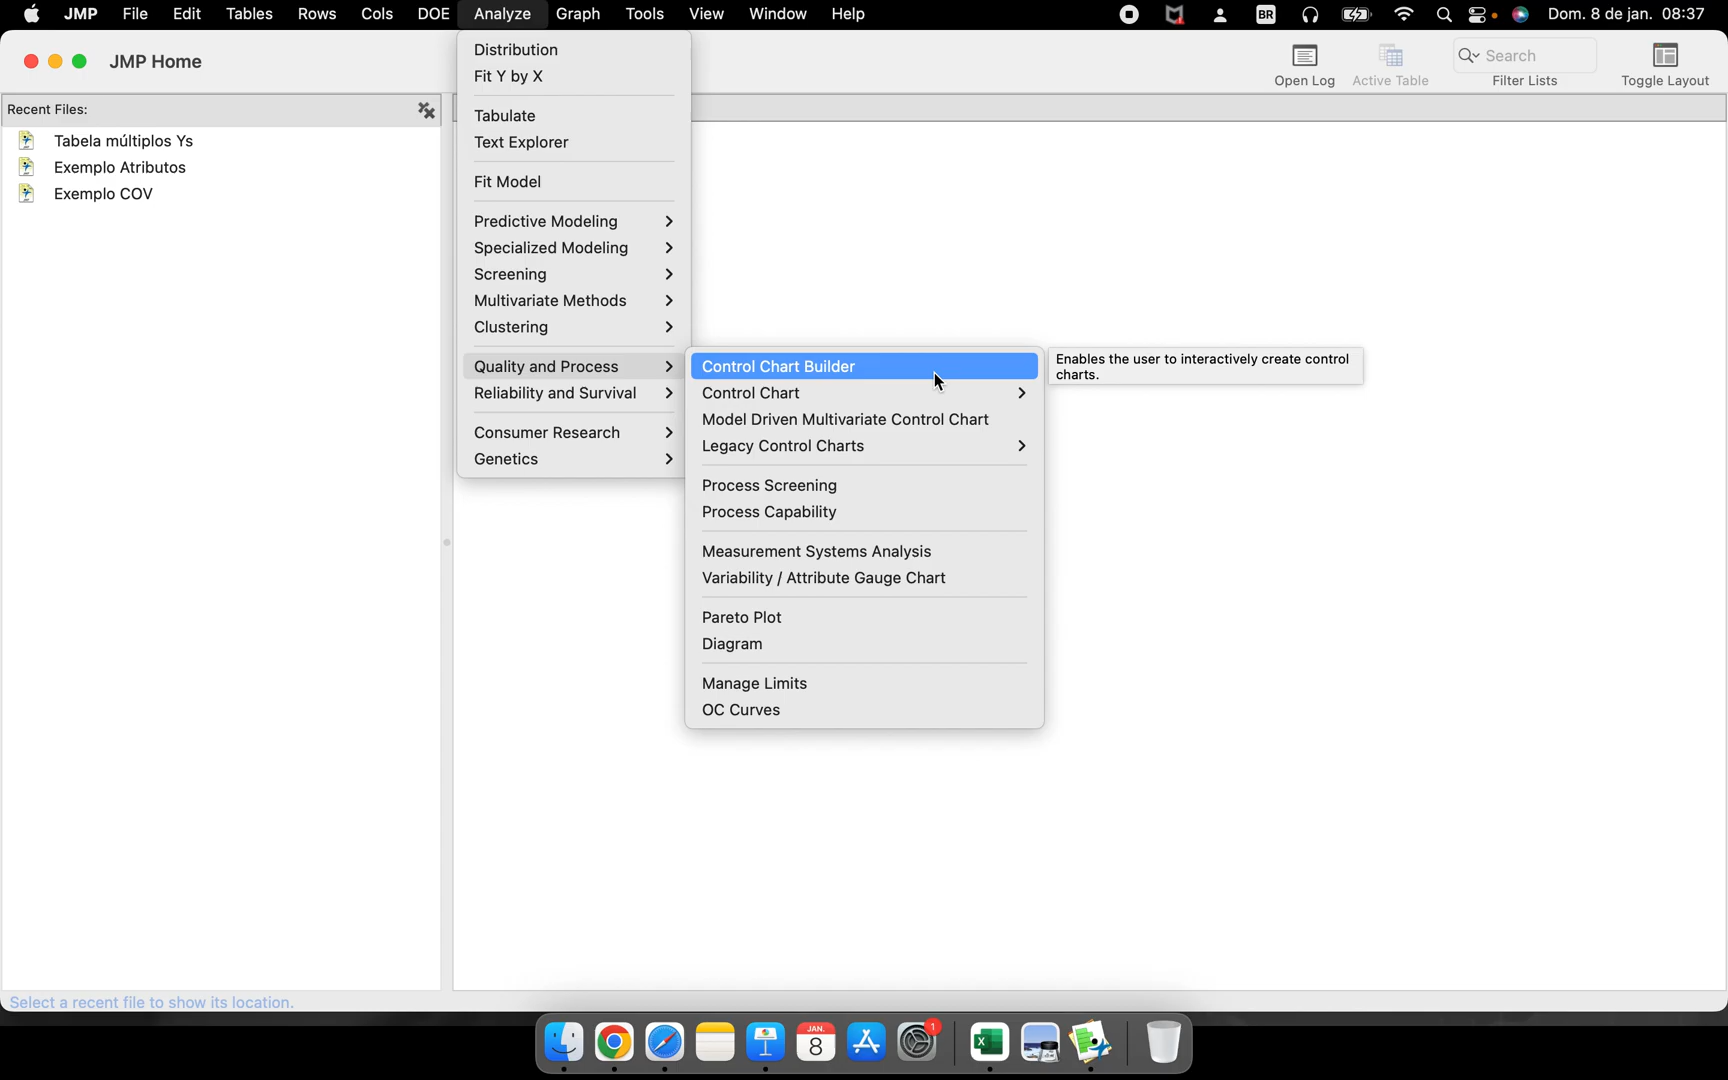 JMP File Edit Tables Rows Cols DOE Analyze Graph Tools View Window Help BR Dom. 8 de jan. 08:37
JMP Home
Open Log
Active Table
Search
Filter Lists
Toggle Layout
Recent Files:
Tabela múltiplos Ys
Exemplo Atributos
Exemplo COV
Distribution
Fit Y by X
Tabulate
Text Explorer
Fit Model
Predictive Modeling
Specialized Modeling
Screening
Multivariate Methods
Clustering
Quality and Process
Reliability and Survival
Consumer Research
Genetics
Control Chart Builder
Control Chart
Model Driven Multivariate Control Chart
Legacy Control Charts
Process Screening
Process Capability
Measurement Systems Analysis
Variability / Attribute Gauge Chart
Pareto Plot
Diagram
Manage Limits
OC Curves
Enables the user to interactively create control
charts.
Select a recent file to show its location.
JAN.
8
1